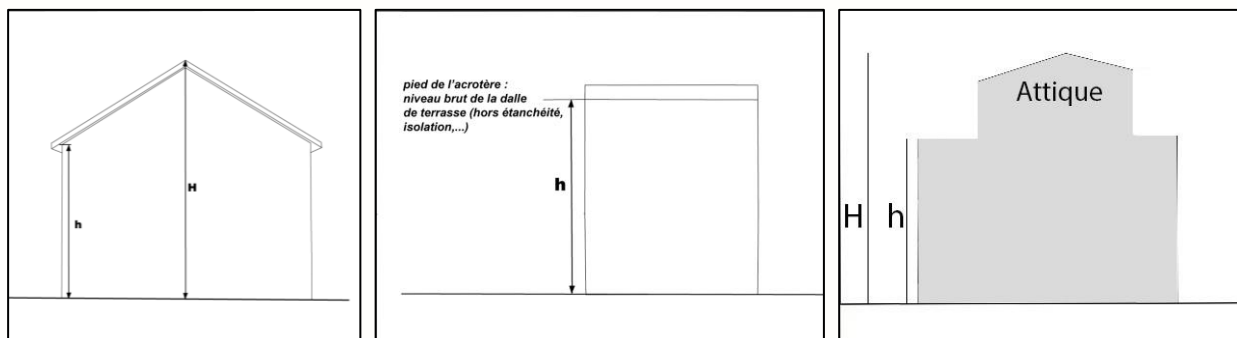 H
h
pied de l’acrotère :
niveau brut de la dalle
de terrasse (hors étanchéité,
isolation,...)
h
Attique
H h